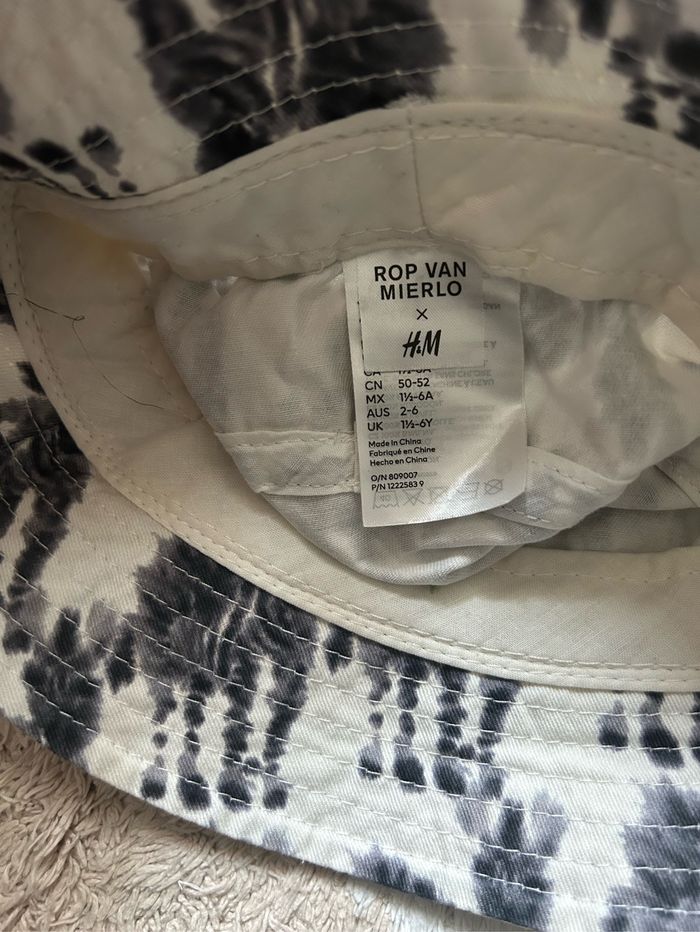 ROP VAN
MIERLO
×
H&M
CN 50-52
MX 1½-6A
AUS 2-6
UK 1½-6Y
Made in China
Fabriqué en Chine
Hecho en China
O/N 809007
P/N 1222583 9